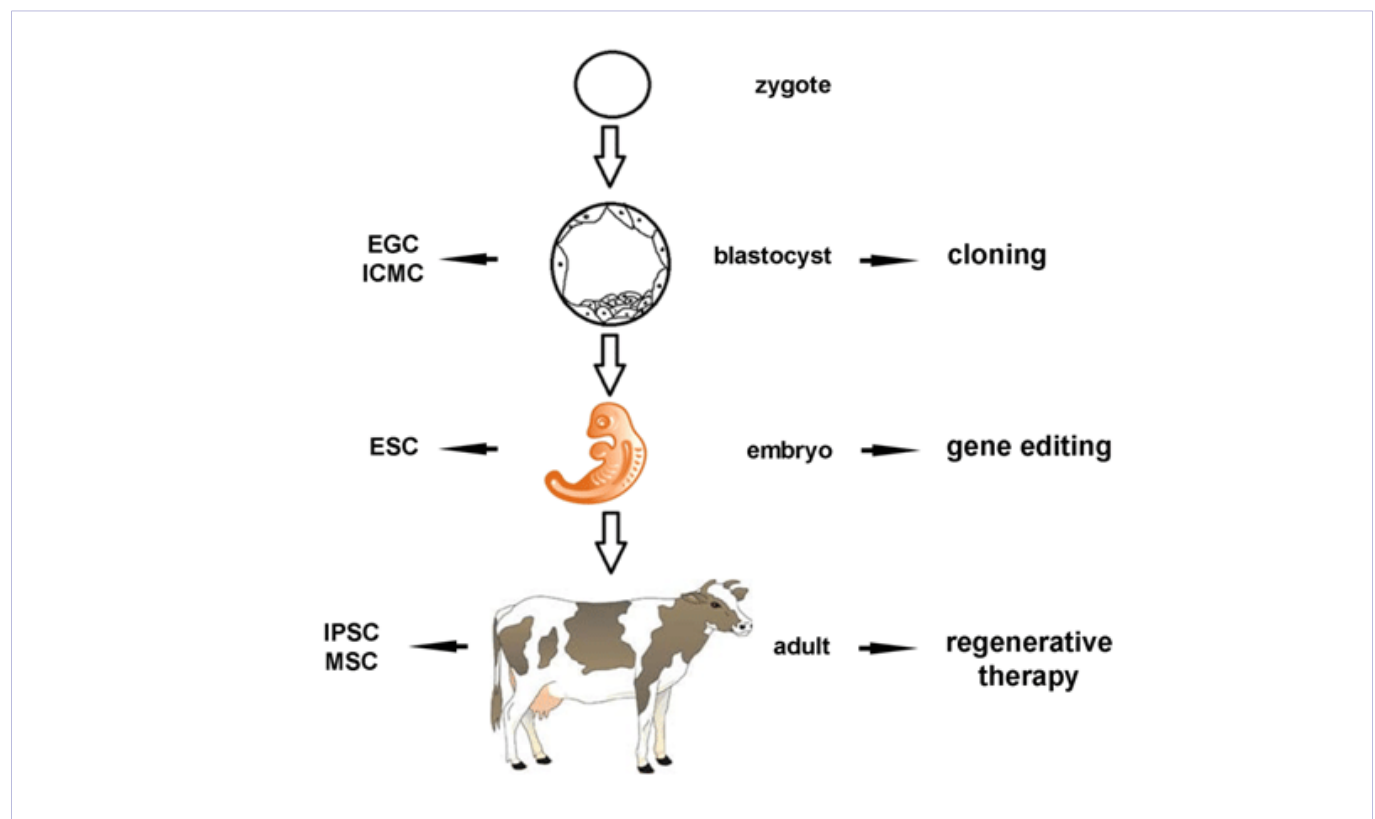 zygote
EGC
ICMC
blastocyst
cloning
ESC
embryo
gene editing
IPSC
MSC
adult
regenerative
therapy